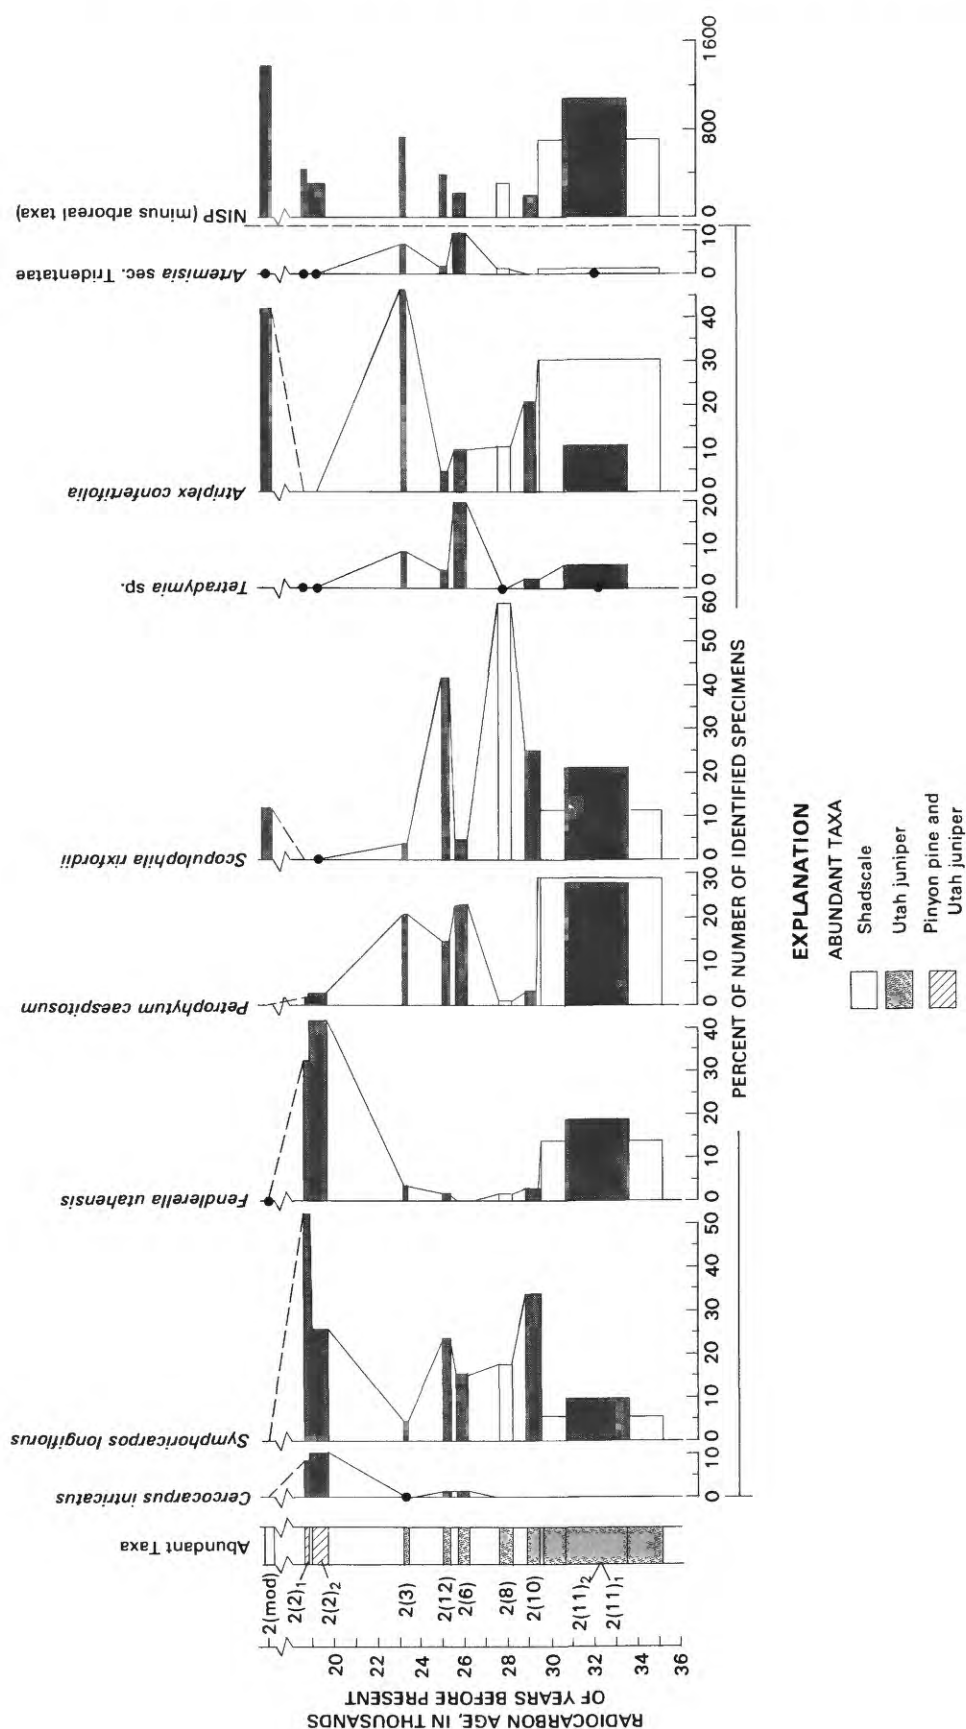 RADIOCARBON AGE, IN THOUSANDS
OF YEARS BEFORE PRESENT
20
22
24
26
28
30
32
34
36
2(mod)
2(2)₁
2(2)₂
2(3)
2(12)
2(6)
2(8)
2(10)
2(11)₂
2(11)₁
Abundant Taxa
Cercocarpus intricatus
0 10
Symphoricarpos longiflorus
0 10 20 30 40 50
Fendlerella utahensis
0 10 20 30 40
Petrophytum caespitosum
0 10 20 30
Scopulophila rixfordii
0 10 20 30 40 50 60
Tetradymia sp.
0 10 20
Atriplex confertifolia
0 10 20 30 40
Artemisia sec. Tridentatae
0 10
NISP (minus arboreal taxa)
0 800 1600
PERCENT OF NUMBER OF IDENTIFIED SPECIMENS
EXPLANATION
ABUNDANT TAXA
Shadscale
Utah juniper
Pinyon pine and
Utah juniper